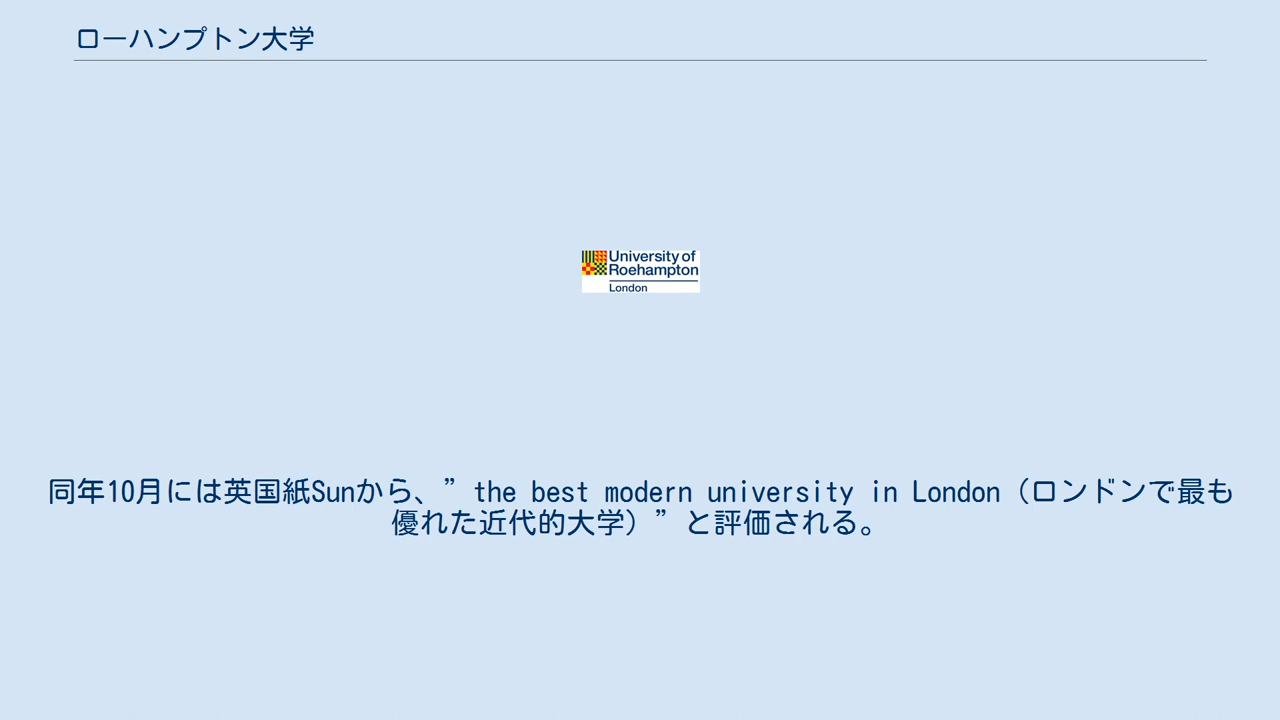 ローハンプトン大学
University of
Roehampton
London
同年10月には英国紙Sunから、”the best modern university in London（ロンドンで最も
優れた近代的大学）”と評価される。